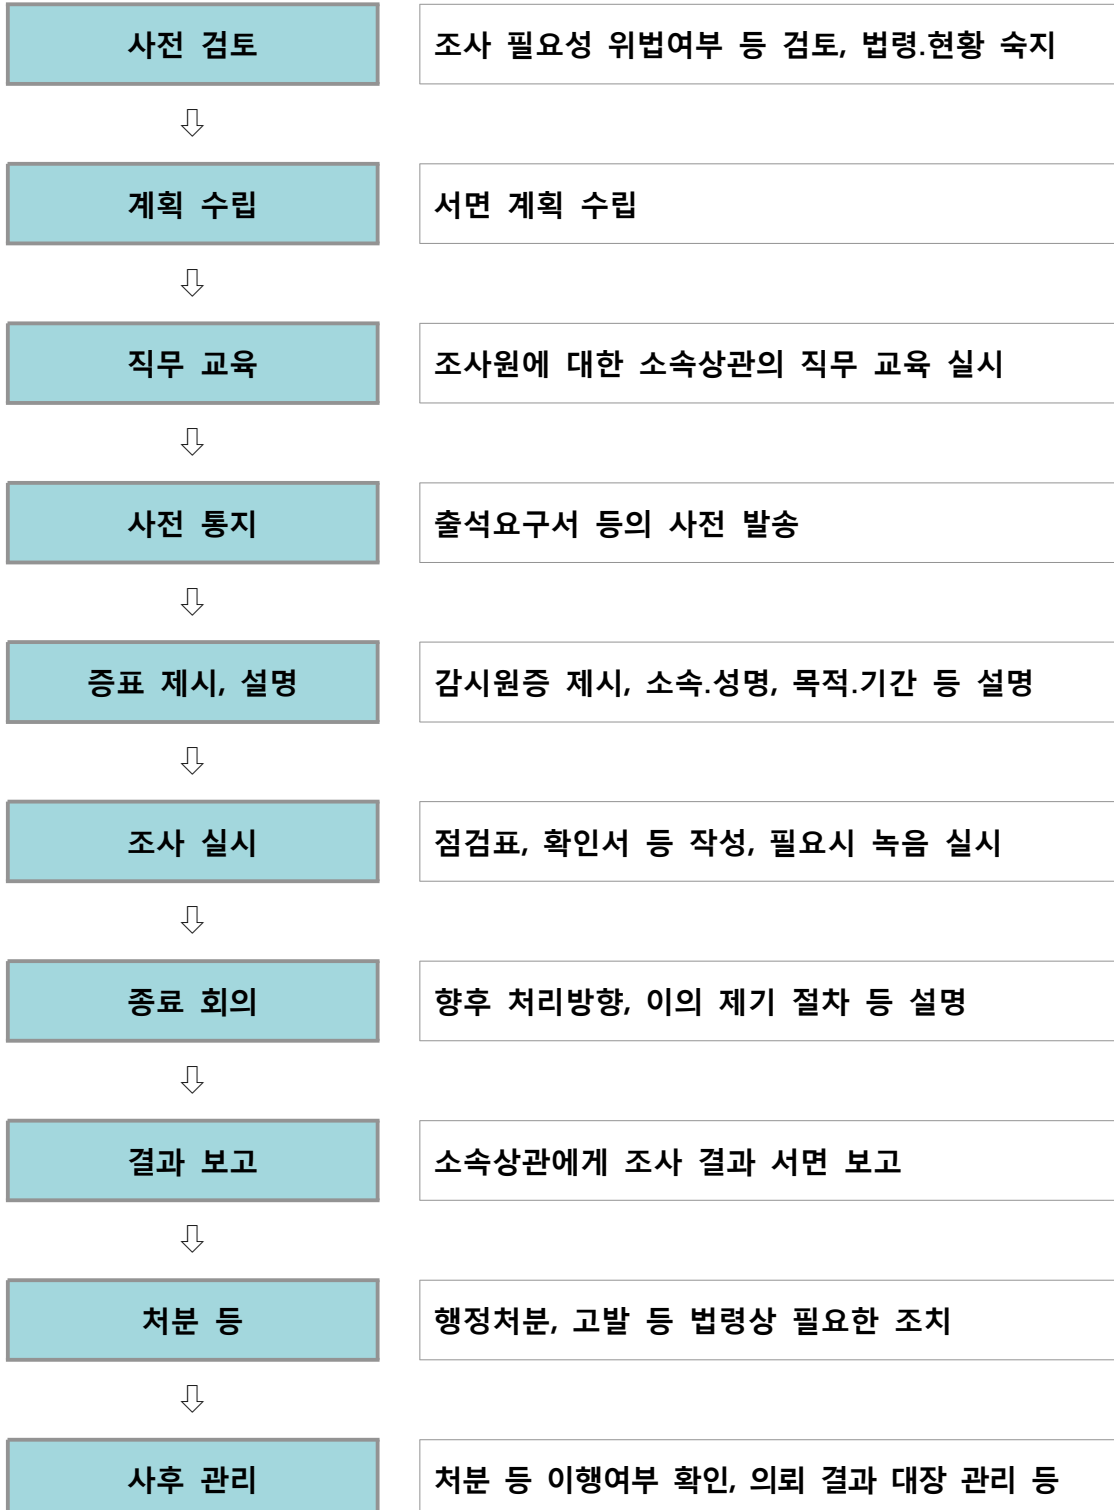 사전 검토
조사 필요성 위법여부 등 검토, 법령.현황 숙지
계획 수립
서면 계획 수립
직무 교육
조사원에 대한 소속상관의 직무 교육 실시
사전 통지
출석요구서 등의 사전 발송
증표 제시, 설명
감시원증 제시, 소속.성명, 목적.기간 등 설명
조사 실시
점검표, 확인서 등 작성, 필요시 녹음 실시
종료 회의
향후 처리방향, 이의 제기 절차 등 설명
결과 보고
소속상관에게 조사 결과 서면 보고
처분 등
행정처분, 고발 등 법령상 필요한 조치
사후 관리
처분 등 이행여부 확인, 의뢰 결과 대장 관리 등